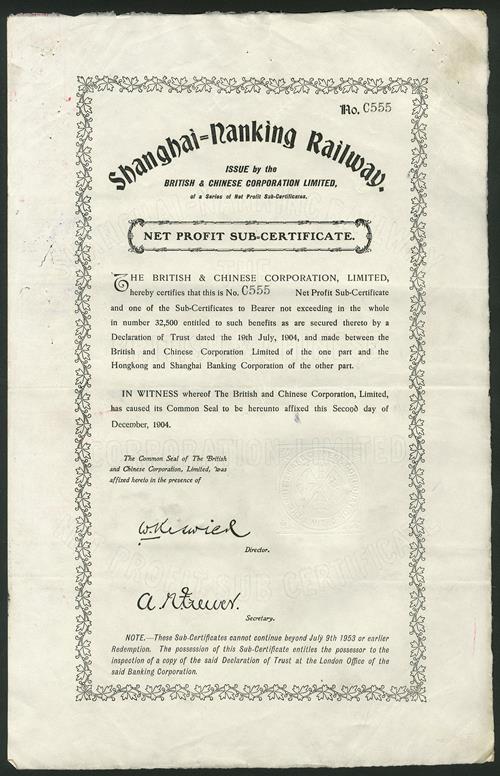 No. C555
Shanghai=Nanking Railway.
ISSUE by the
BRITISH & CHINESE CORPORATION LIMITED,
of a Series of Net Profit Sub-Certificates.
NET PROFIT SUB-CERTIFICATE.
THE BRITISH & CHINESE CORPORATION, LIMITED,
hereby certifies that this is No. C555 Net Profit Sub-Certificate
and one of the Sub-Certificates to Bearer not exceeding in the whole
in number 32,500 entitled to such benefits as are secured thereto by a
Declaration of Trust dated the 19th July, 1904, and made between the
British and Chinese Corporation Limited of the one part and the
Hongkong and Shanghai Banking Corporation of the other part.
IN WITNESS whereof The British and Chinese Corporation, Limited,
has caused its Common Seal to be hereunto affixed this Second day of
December, 1904.
The Common Seal of The British
and Chinese Corporation, Limited, was
affixed hereto in the presence of
W. Keswick
Director.
Secretary.
NOTE.—These Sub-Certificates cannot continue beyond July 9th 1953 or earlier
Redemption. The possession of this Sub-Certificate entitles the possessor to the
inspection of a copy of the said Declaration of Trust at the London Office of the
said Banking Corporation.